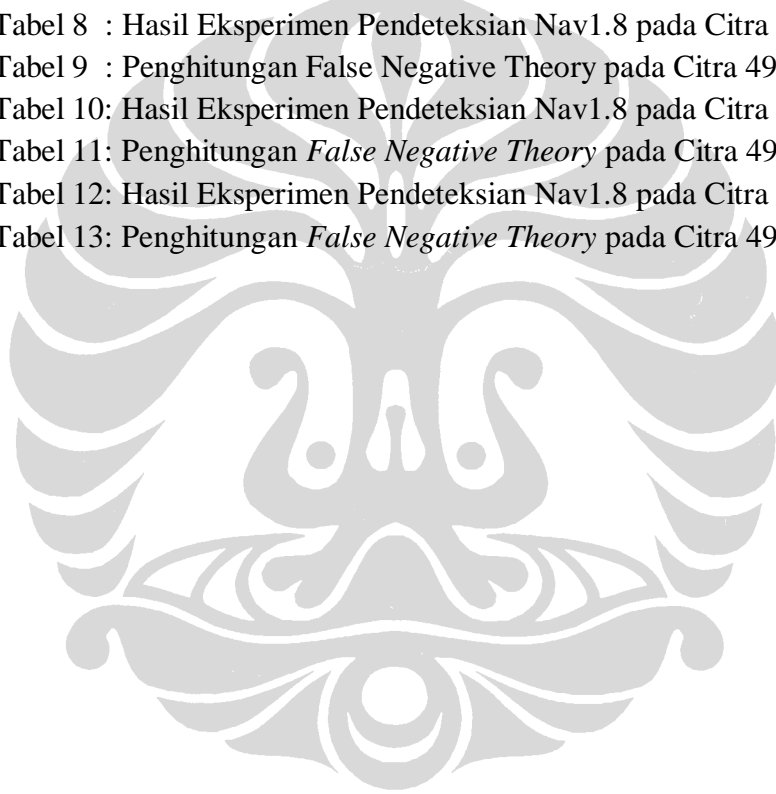 Tabel 8 : Hasil Eksperimen Pendeteksian Nav1.8 pada Citra
Tabel 9 : Penghitungan False Negative Theory pada Citra 49
Tabel 10: Hasil Eksperimen Pendeteksian Nav1.8 pada Citra
Tabel 11: Penghitungan False Negative Theory pada Citra 49
Tabel 12: Hasil Eksperimen Pendeteksian Nav1.8 pada Citra
Tabel 13: Penghitungan False Negative Theory pada Citra 49